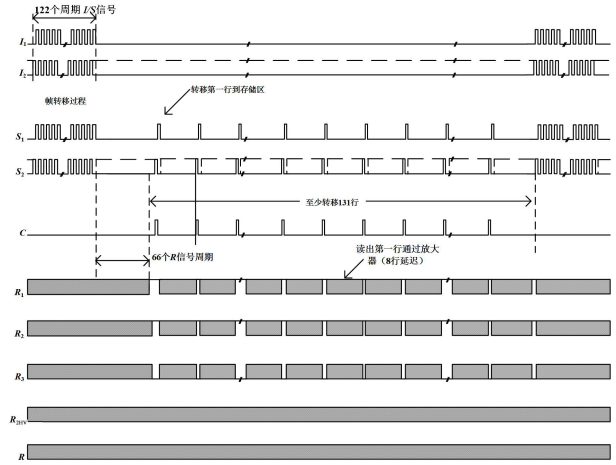 122个周期 I/S信号
I₁
I₂
帧转移过程
转移第一行到存储区
S₁
S₂
至少转移131行
C
66个R信号周期
读出第一行通过放大
器（8行延迟）
R₁
R₂
R₃
R₂HV
R